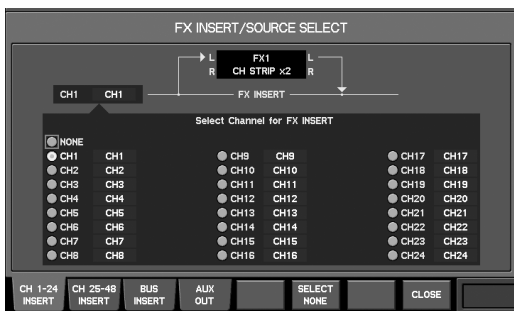 FX INSERT/SOURCE SELECT
L FX1 L
R CH STRIP x2 R
CH1 CH1 FX INSERT
Select Channel for FX INSERT
NONE
CH1 CH1 CH9 CH9 CH17 CH17
CH2 CH2 CH10 CH10 CH18 CH18
CH3 CH3 CH11 CH11 CH19 CH19
CH4 CH4 CH12 CH12 CH20 CH20
CH5 CH5 CH13 CH13 CH21 CH21
CH6 CH6 CH14 CH14 CH22 CH22
CH7 CH7 CH15 CH15 CH23 CH23
CH8 CH8 CH16 CH16 CH24 CH24
CH 1-24 CH 25-48 BUS AUX SELECT CLOSE
INSERT INSERT INSERT OUT NONE